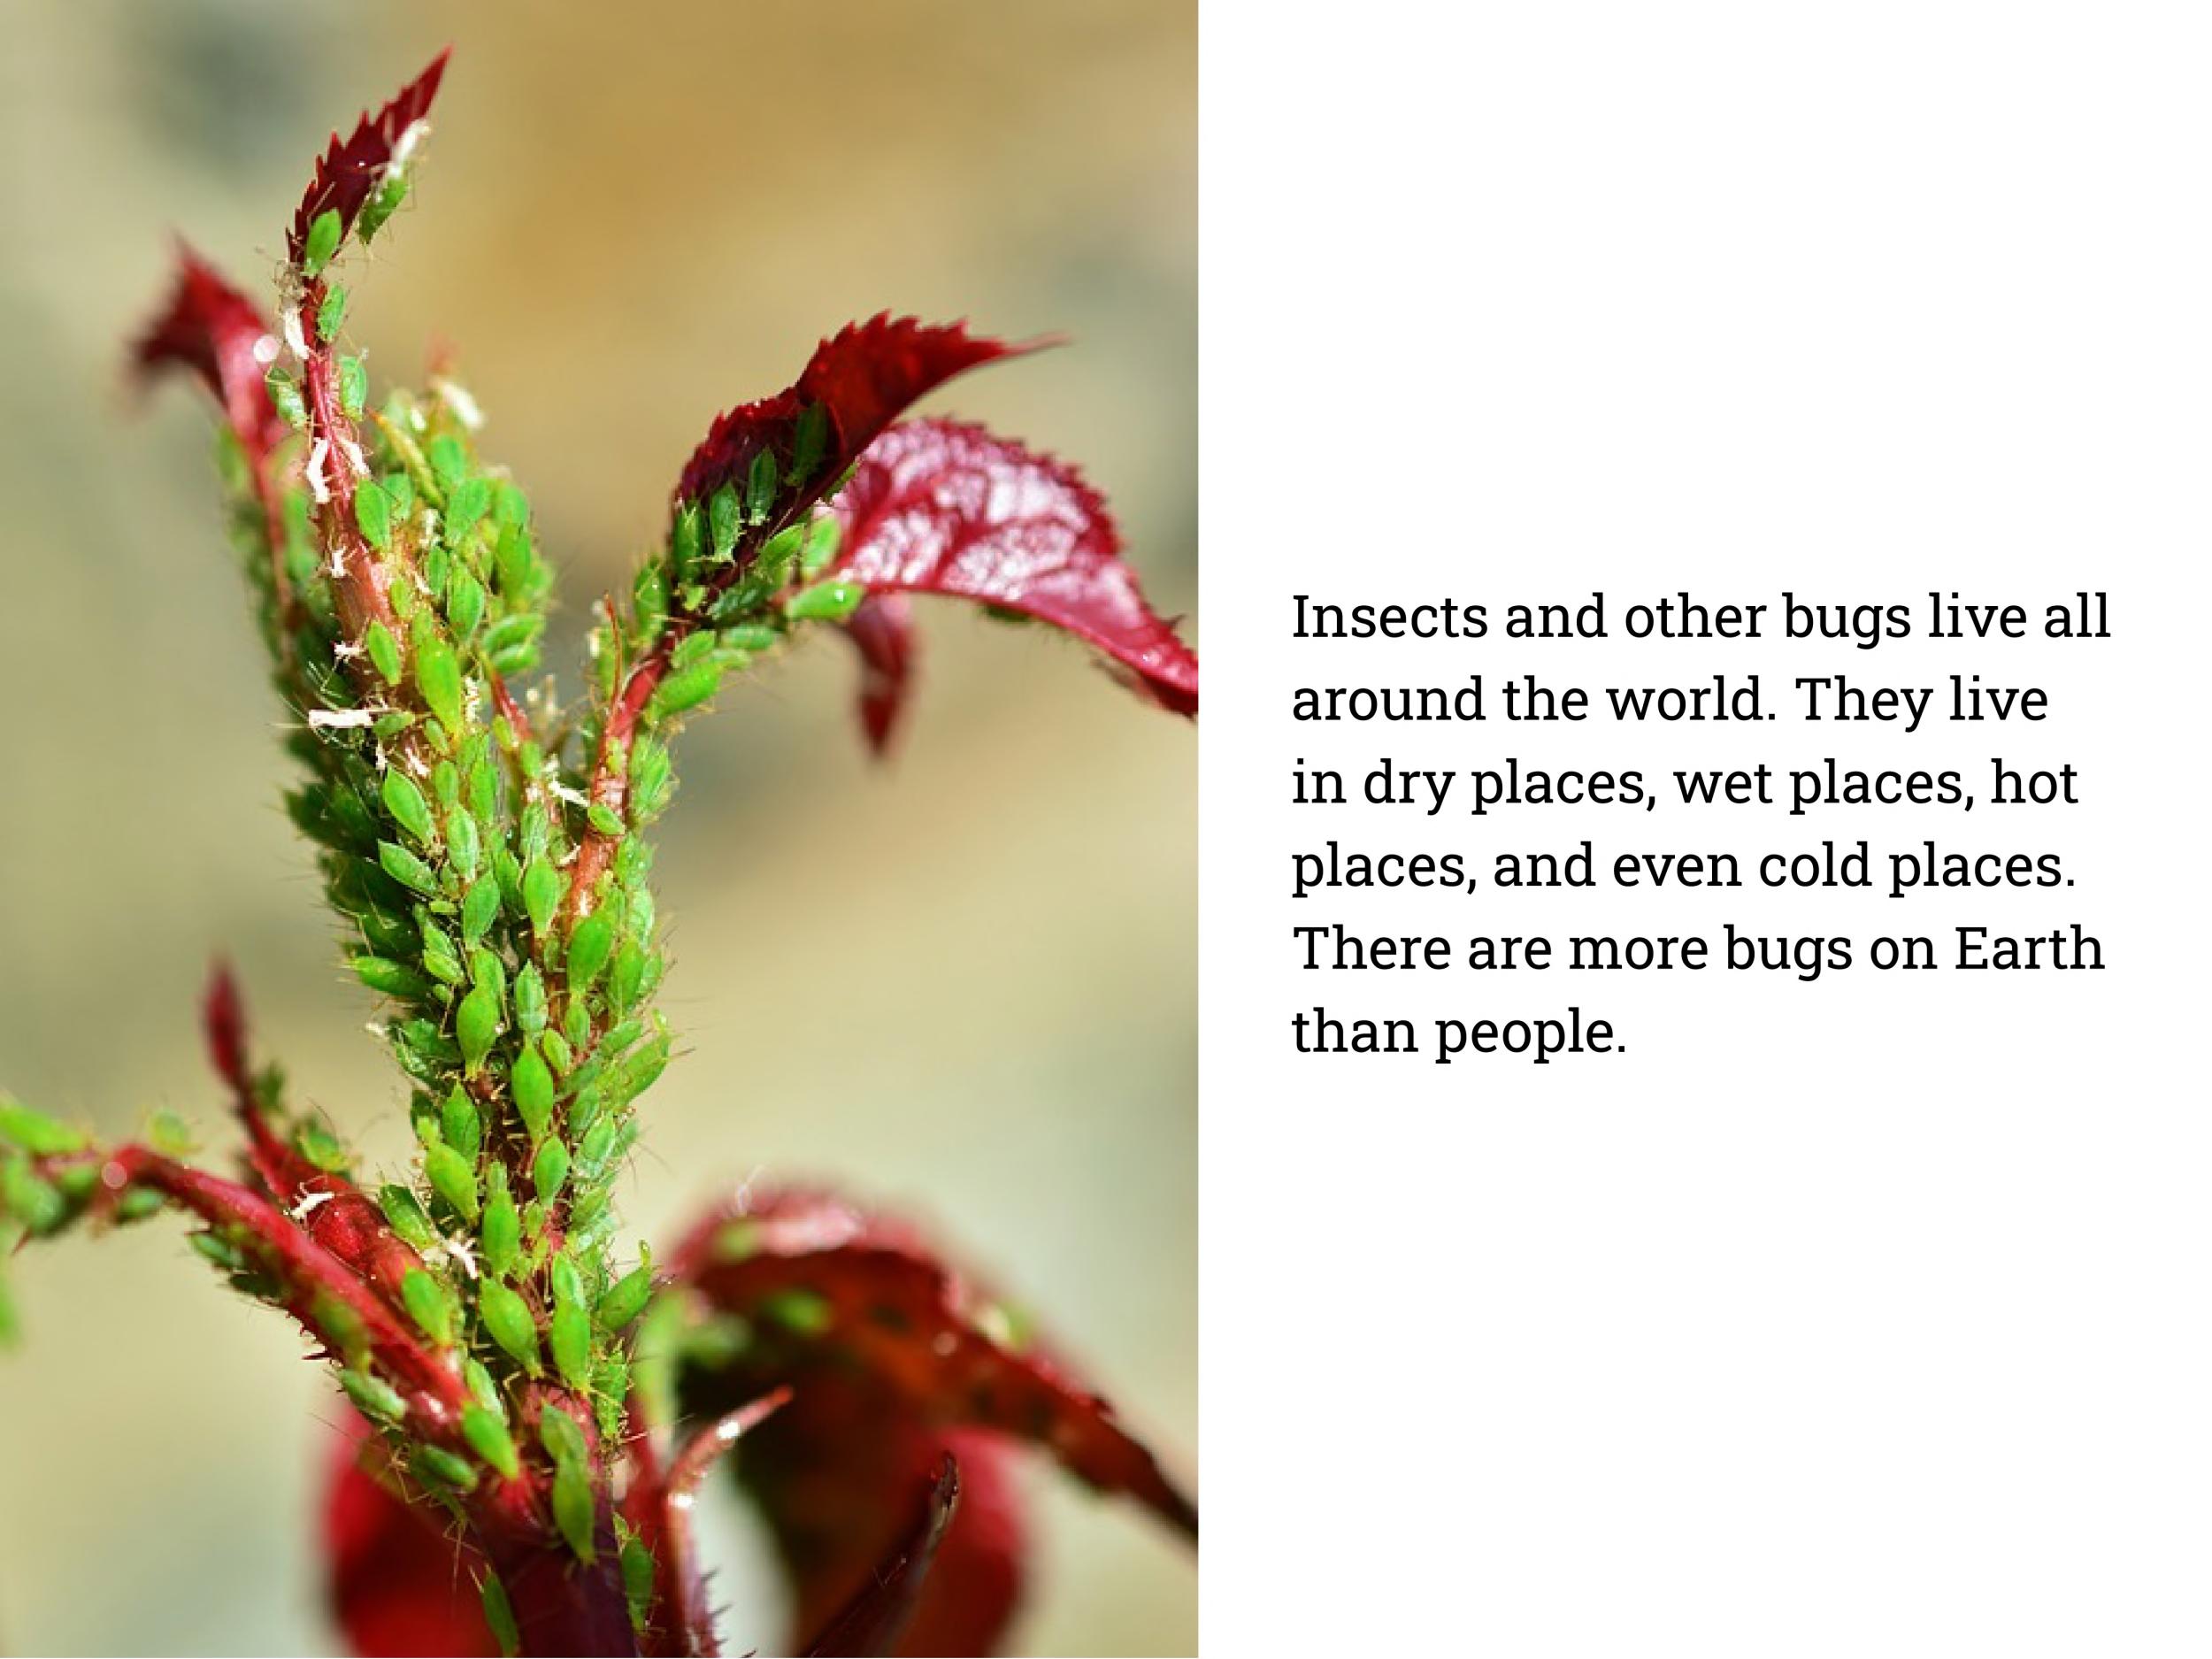 Insects and other bugs live all
around the world. They live
in dry places, wet places, hot
places, and even cold places.
There are more bugs on Earth
than people.